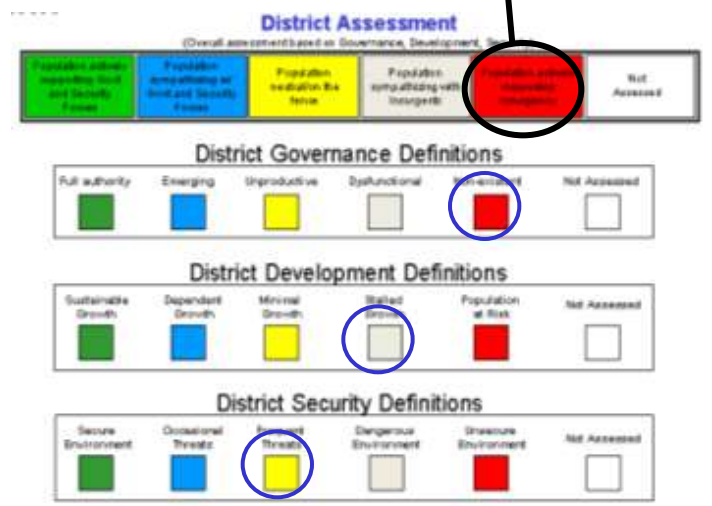 District Assessment
(Overall assessment based on Governance, Development, Security)
Population actively supporting Govt and Security Forces
Population sympathizing w/ Govt and Security Forces
Population neutral/on the fence
Population sympathizing with Insurgents
Population actively supporting Insurgents
Not Assessed
District Governance Definitions
Full authority Emerging Unproductive Dysfunctional Non-existent Not Assessed
District Development Definitions
Sustainable Growth
Dependent Growth
Minimal Growth
Stalled Growth
Population at Risk
Not Assessed
District Security Definitions
Secure Environment
Occasional Threats
Frequent Threats
Dangerous Environment
Unsecure Environment
Not Assessed